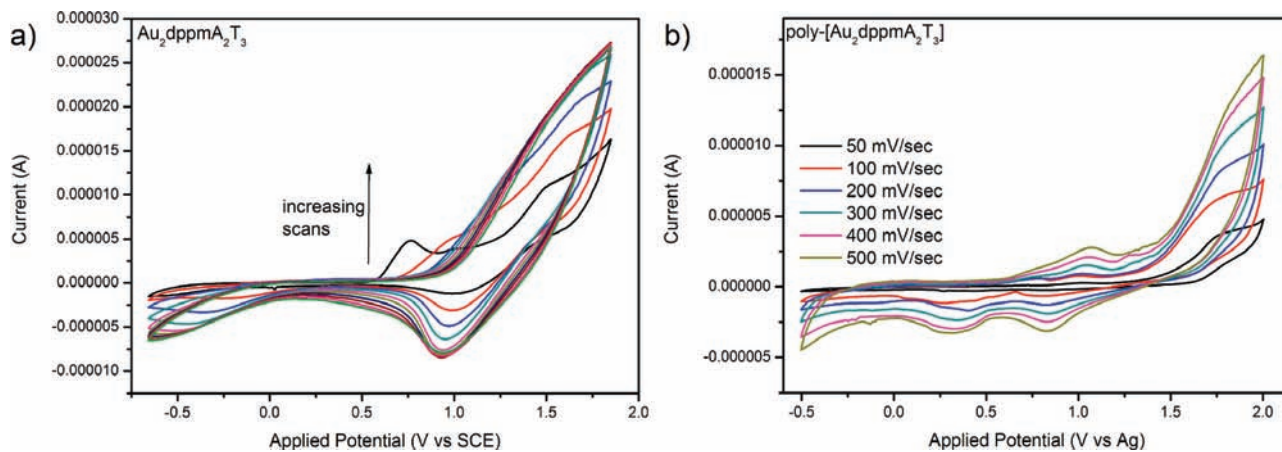 a)
Au₂dppmA₂T₃
0.000030
0.000025
0.000020
0.000015
0.000010
0.000005
0.000000
-0.000005
-0.000010
Current (A)
increasing
scans
-0.5
0.0
0.5
1.0
1.5
2.0
Applied Potential (V vs SCE)
b)
poly-[Au₂dppmA₂T₃]
0.000015
0.000010
0.000005
0.000000
-0.000005
Current (A)
50 mV/sec
100 mV/sec
200 mV/sec
300 mV/sec
400 mV/sec
500 mV/sec
-0.5
0.0
0.5
1.0
1.5
2.0
Applied Potential (V vs Ag)